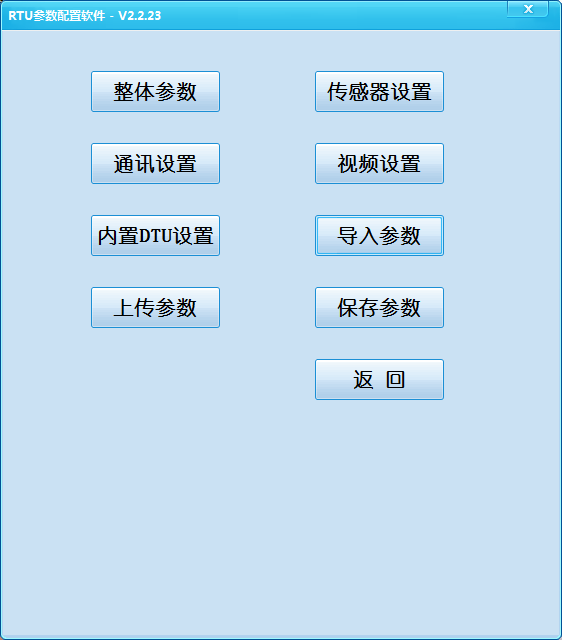 RTU参数配置软件 - V2.2.23
整体参数
传感器设置
通讯设置
视频设置
内置DTU设置
导入参数
上传参数
保存参数
返 回